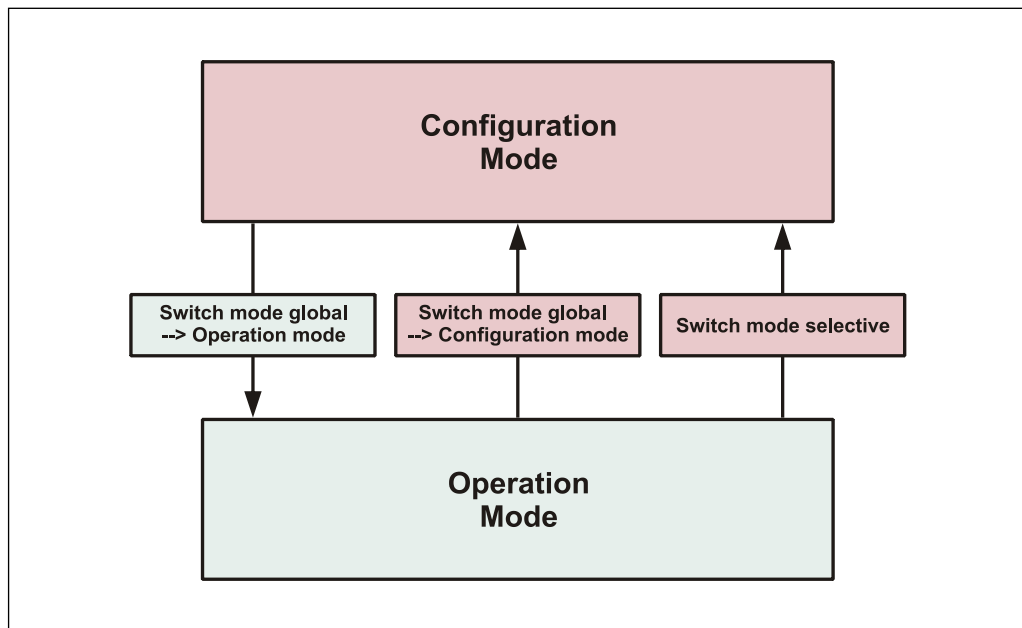 Configuration
Mode
Switch mode global
--> Operation mode
Switch mode global
--> Configuration mode
Switch mode selective
Operation
Mode